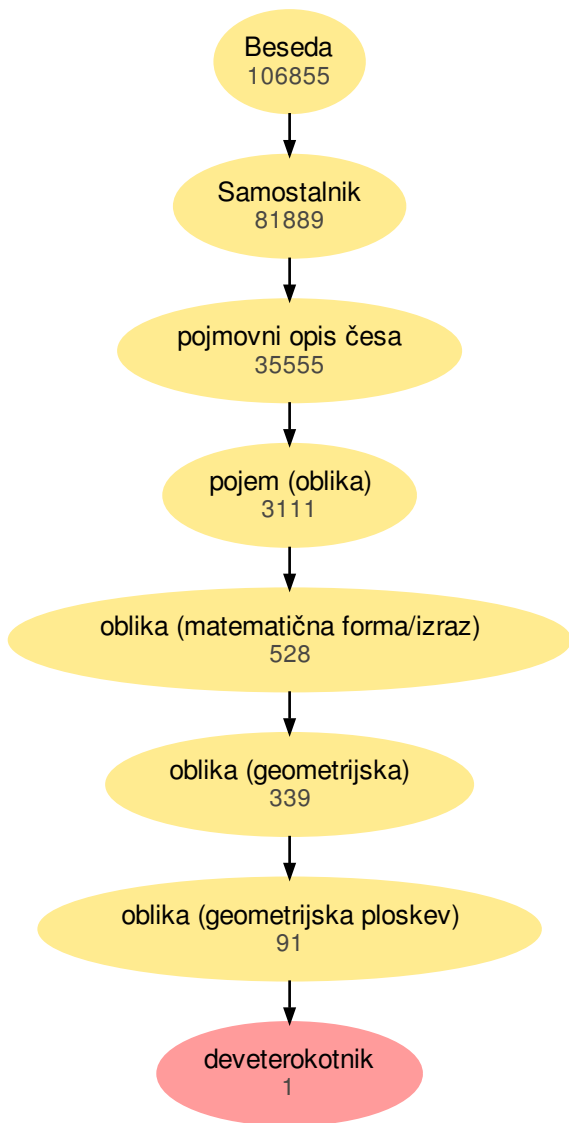 Beseda
106855
Samostalnik
81889
pojmovni opis česa
35555
pojem (oblika)
3111
oblika (matematična forma/izraz)
528
oblika (geometrijska)
339
oblika (geometrijska ploskev)
91
deveterokotnik
1